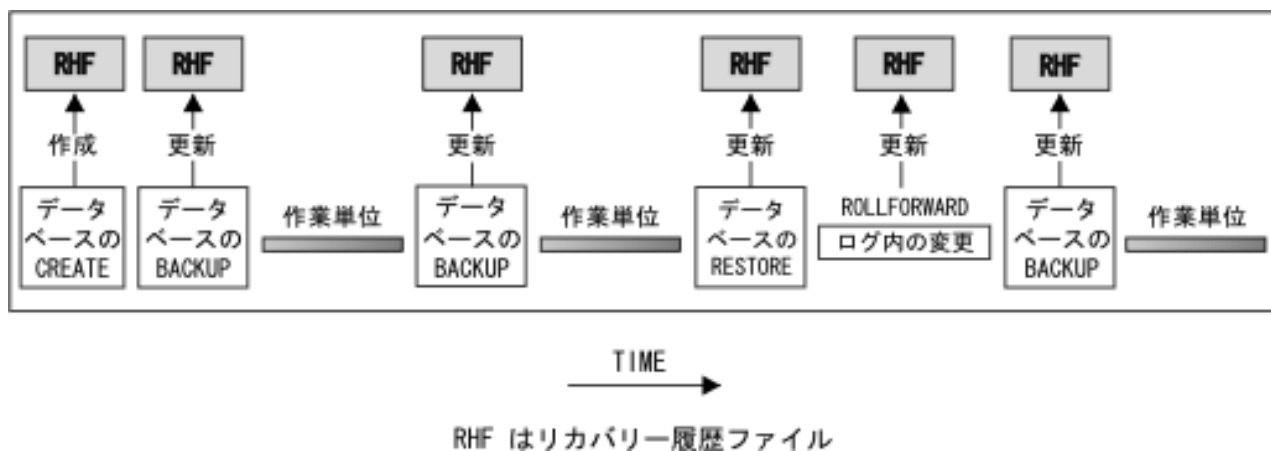 RHF
RHF
RHF
RHF
RHF
RHF
作成
更新
更新
更新
更新
更新
データ
ベースの
CREATE
データ
ベースの
BACKUP
作業単位
データ
ベースの
BACKUP
作業単位
データ
ベースの
RESTORE
ROLLFORWARD
ログ内の変更
データ
ベースの
BACKUP
作業単位
TIME
RHF はリカバリー履歴ファイル